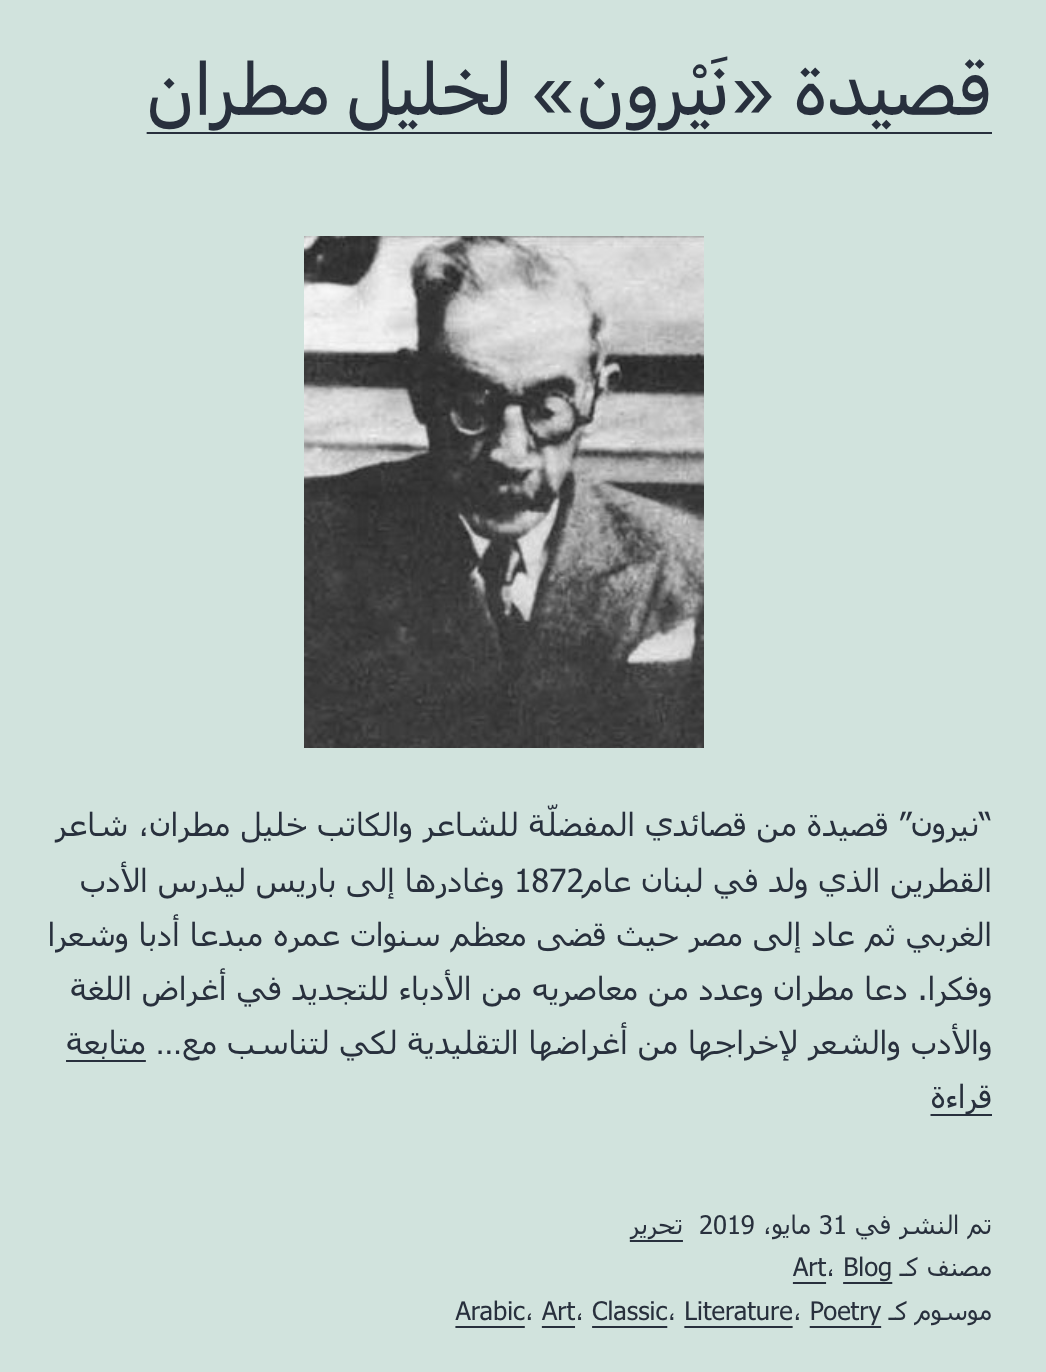 قصيدة «نَيْرون» لخليل مطران
“نيرون” قصيدة من قصائدي المفضلّة للشاعر والكاتب خليل مطران، شاعر
القطرين الذي ولد في لبنان عام1872 وغادرها إلى باريس ليدرس الأدب
الغربي ثم عاد إلى مصر حيث قضى معظم سنوات عمره مبدعا أدبا وشعرا
وفكرا. دعا مطران وعدد من معاصريه من الأدباء للتجديد في أغراض اللغة
والأدب والشعر لإخراجها من أغراضها التقليدية لكي لتناسب مع… متابعة
قراءة
تم النشر في 31 مايو، 2019 تحرير
مصنف كـ Blog، Art
موسوم كـ Poetry، Literature، Classic، Art، Arabic